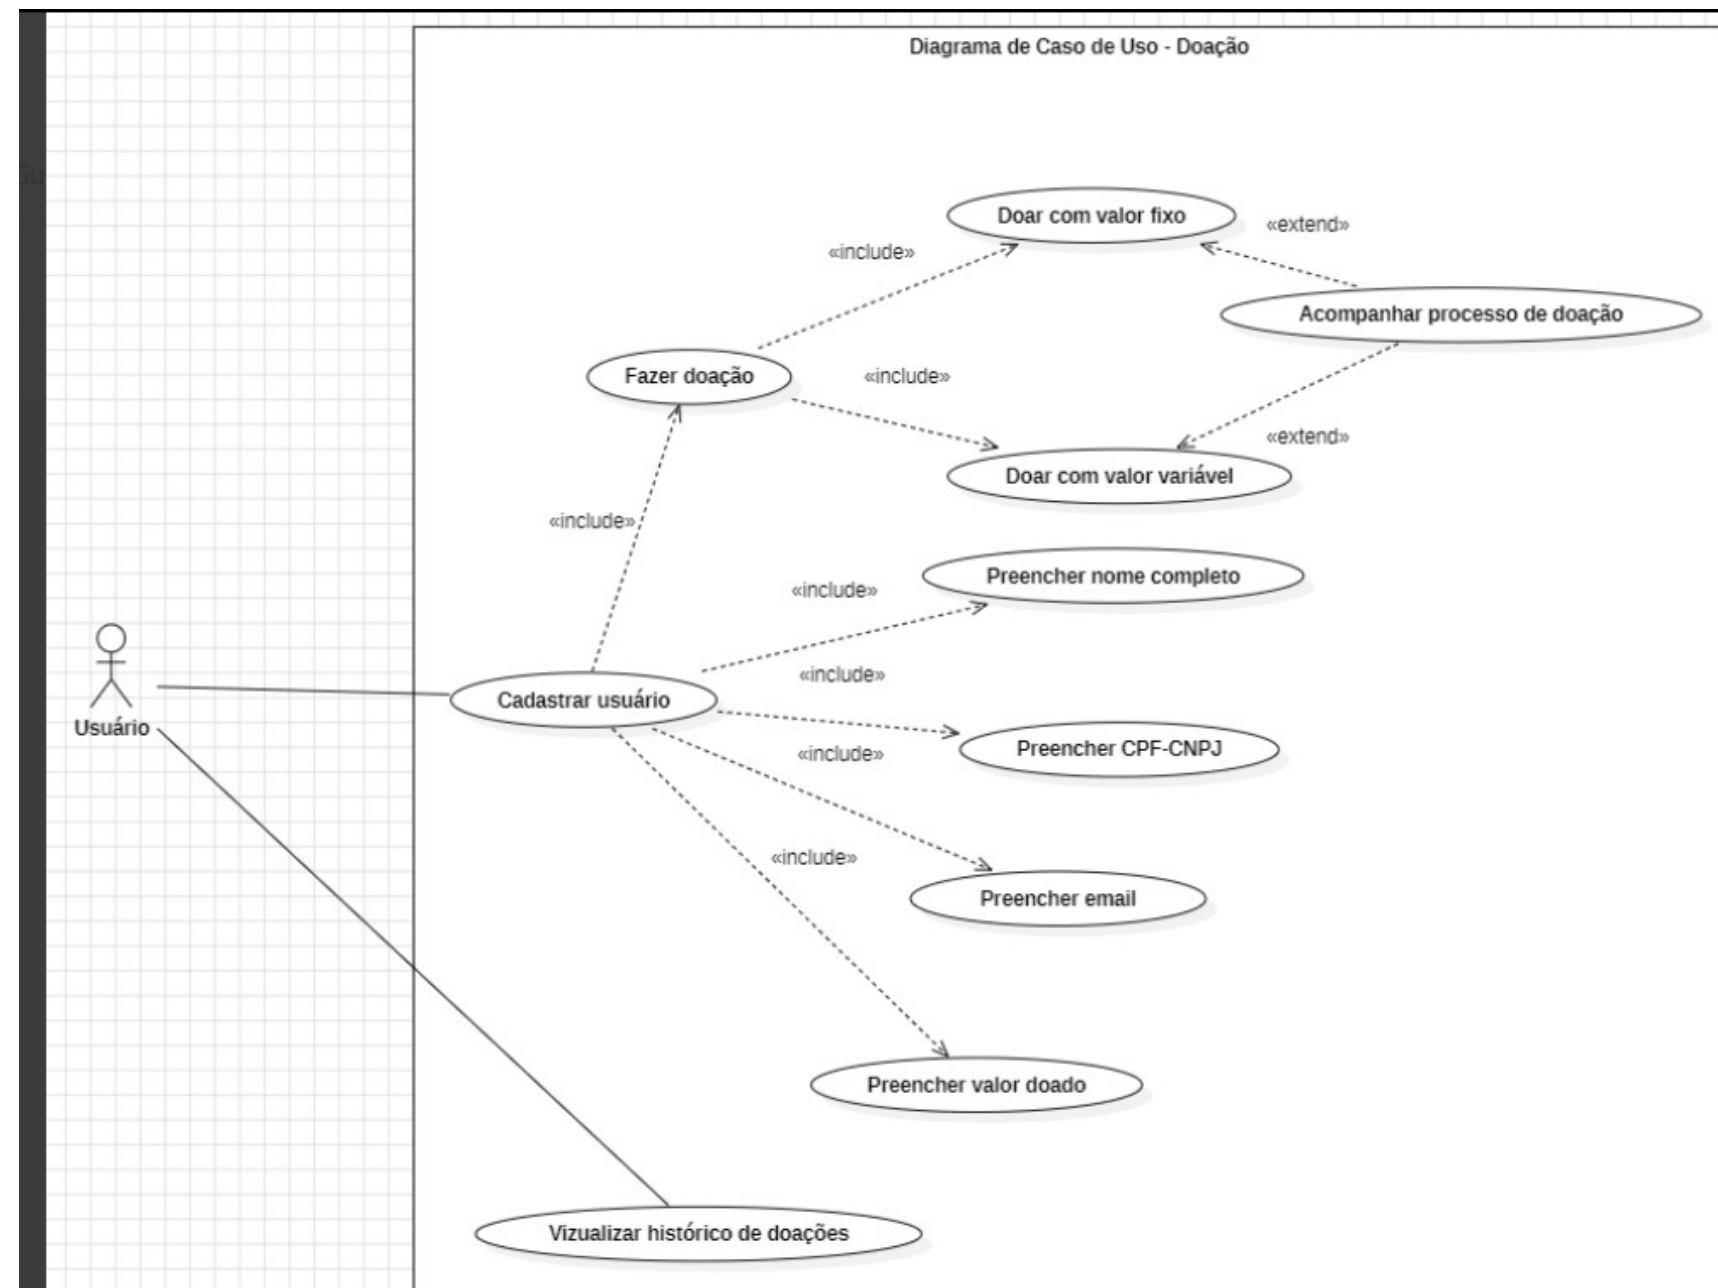 Diagrama de Caso de Uso - Doação
Doar com valor fixo
«extend»
«include»
Acompanhar processo de doação
Fazer doação
«include»
«extend»
Doar com valor variável
«include»
Preencher nome completo
«include»
«include»
Cadastrar usuário
Usuário
Preencher CPF-CNPJ
«include»
«include»
Preencher email
Preencher valor doado
Vizualizar histórico de doações